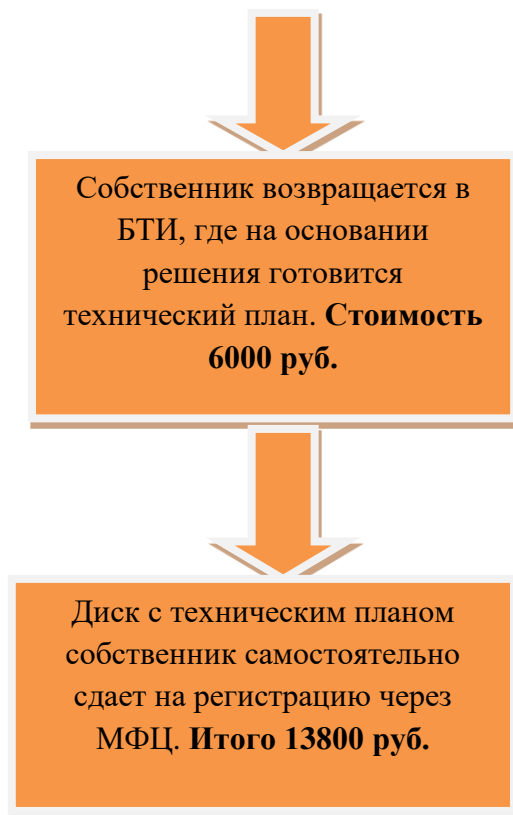 Собственник возвращается в
БТИ, где на основании
решения готовится
технический план. Стоимость
6000 руб.
Диск с техническим планом
собственник самостоятельно
сдает на регистрацию через
МФЦ. Итого 13800 руб.